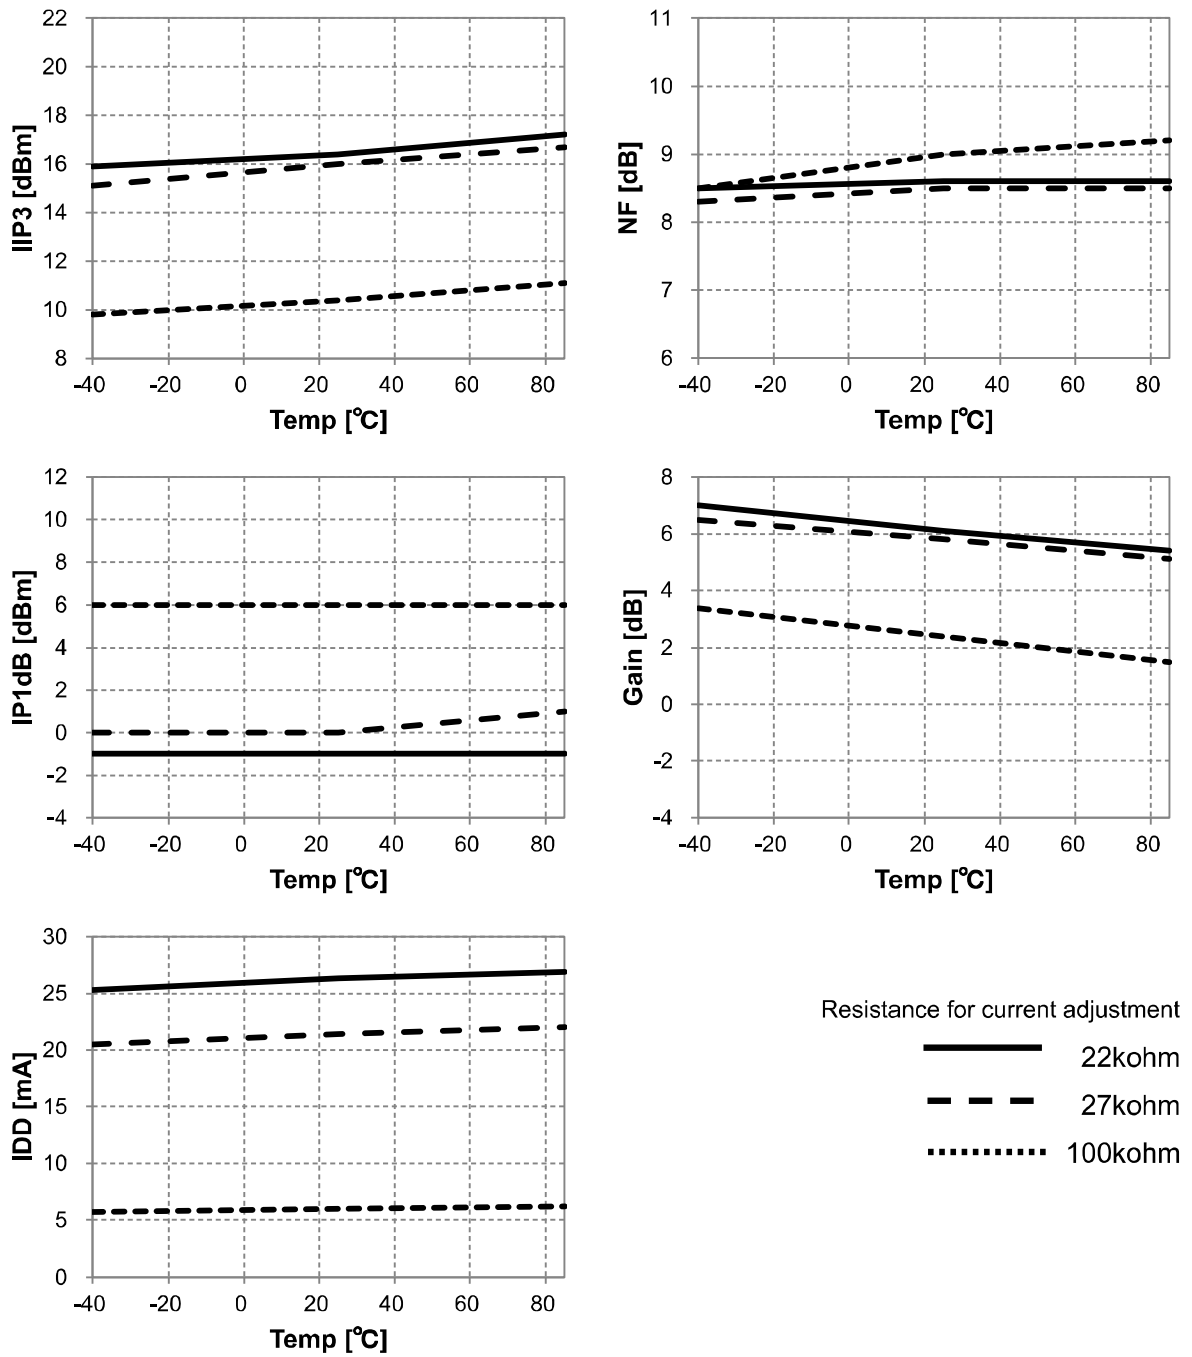 22
20
18
16
14
12
10
8
IIP3 [dBm]
-40 -20 0 20 40 60 80
Temp [°C]
11
10
9
8
7
6
NF [dB]
-40 -20 0 20 40 60 80
Temp [°C]
12
10
8
6
4
2
0
-2
-4
IP1dB [dBm]
-40 -20 0 20 40 60 80
Temp [°C]
8
6
4
2
0
-2
-4
Gain [dB]
-40 -20 0 20 40 60 80
Temp [°C]
30
25
20
15
10
5
0
IDD [mA]
-40 -20 0 20 40 60 80
Temp [°C]
Resistance for current adjustment
22kohm
27kohm
100kohm